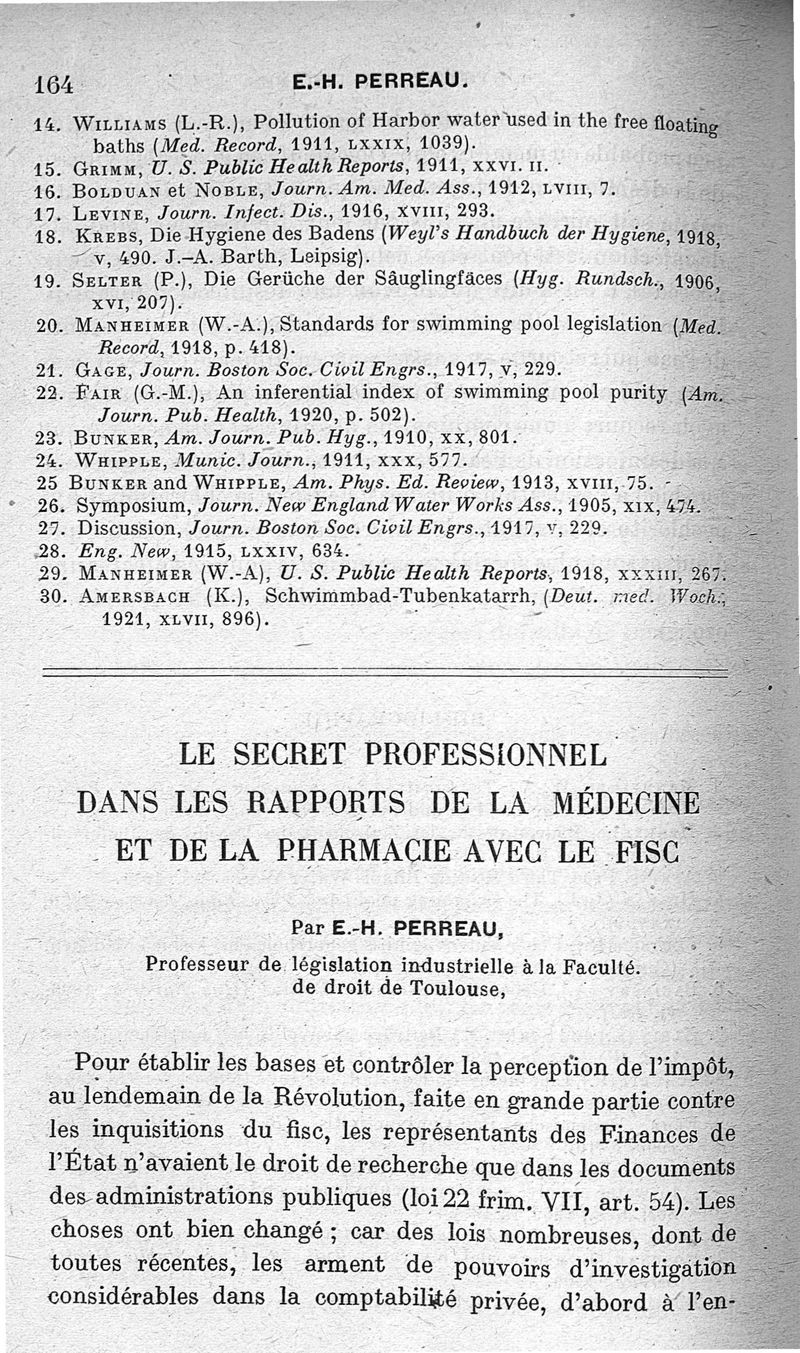 164 E.-H. PERREAU.
14. WILLIAMS (L.-R.), Pollution of Harbor water used in the free floating
baths (Med. Record, 1911, LXXIX, 1039).
15. GRIMM, U. S. Public Health Reports, 1911, XXVI. II.
16. BOLDUAN et NOBLE, Journ. Am. Med. Ass., 1912, LVIII, 7.
17. LEVINE, Journ. Infect. Dis., 1916, XVIII, 293.
18. KREBS, Die Hygiene des Badens (Weyl's Handbuch der Hygiene, 1918,
V, 490. J.-A. Barth, Leipsig).
19. SELTER (P.), Die Gerüche der Sâuglingfäces (Hyg. Rundsch., 1906,
XVI, 207).
20. MANHEIMER (W.-A.), Standards for swimming pool legislation (Med.
Record, 1918, p. 418).
21. GAGE, Journ. Boston Soc. Civil Engrs., 1917, V, 229.
22. FAIR (G.-M.), An inferential index of swimming pool purity (Am.
Journ. Pub. Health, 1920, p. 502).
23. BUNKER, Am. Journ. Pub. Hyg., 1910, XX, 801.
24. WHIPPLE, Munic. Journ., 1911, XXX, 577.
25 BUNKER and WHIPPLE, Am. Phys. Ed. Review, 1913, XVIII, 75.
26. Symposium, Journ. New England Water Works Ass., 1905, XIX, 474.
27. Discussion, Journ. Boston Soc. Civil Engrs., 1917, V, 229.
28. Eng. New, 1915, LXXIV, 634.
29. MANHEIMER (W.-A), U. S. Public Health Reports, 1918, XXXIII, 267.
30. AMERSBACH (K.), Schwimmbad-Tubenkatarrh, (Deut. med. Woch.,
1921, XLVII, 896).
LE SECRET PROFESSIONNEL
DANS LES RAPPORTS DE LA MÉDECINE
ET DE LA PHARMACIE AVEC LE FISC
Par E.-H. PERREAU,
Professeur de législation industrielle à la Faculté.
de droit de Toulouse,
Pour établir les bases et contrôler la perception de l'impôt,
au lendemain de la Révolution, faite en grande partie contre
les inquisitions du fisc, les représentants des Finances de
l'État n'avaient le droit de recherche que dans les documents
des administrations publiques (loi 22 frim. VII, art. 54). Les
choses ont bien changé ; car des lois nombreuses, dont de
toutes récentes, les arment de pouvoirs d'investigation
considérables dans la comptabilité privée, d'abord à l'en-